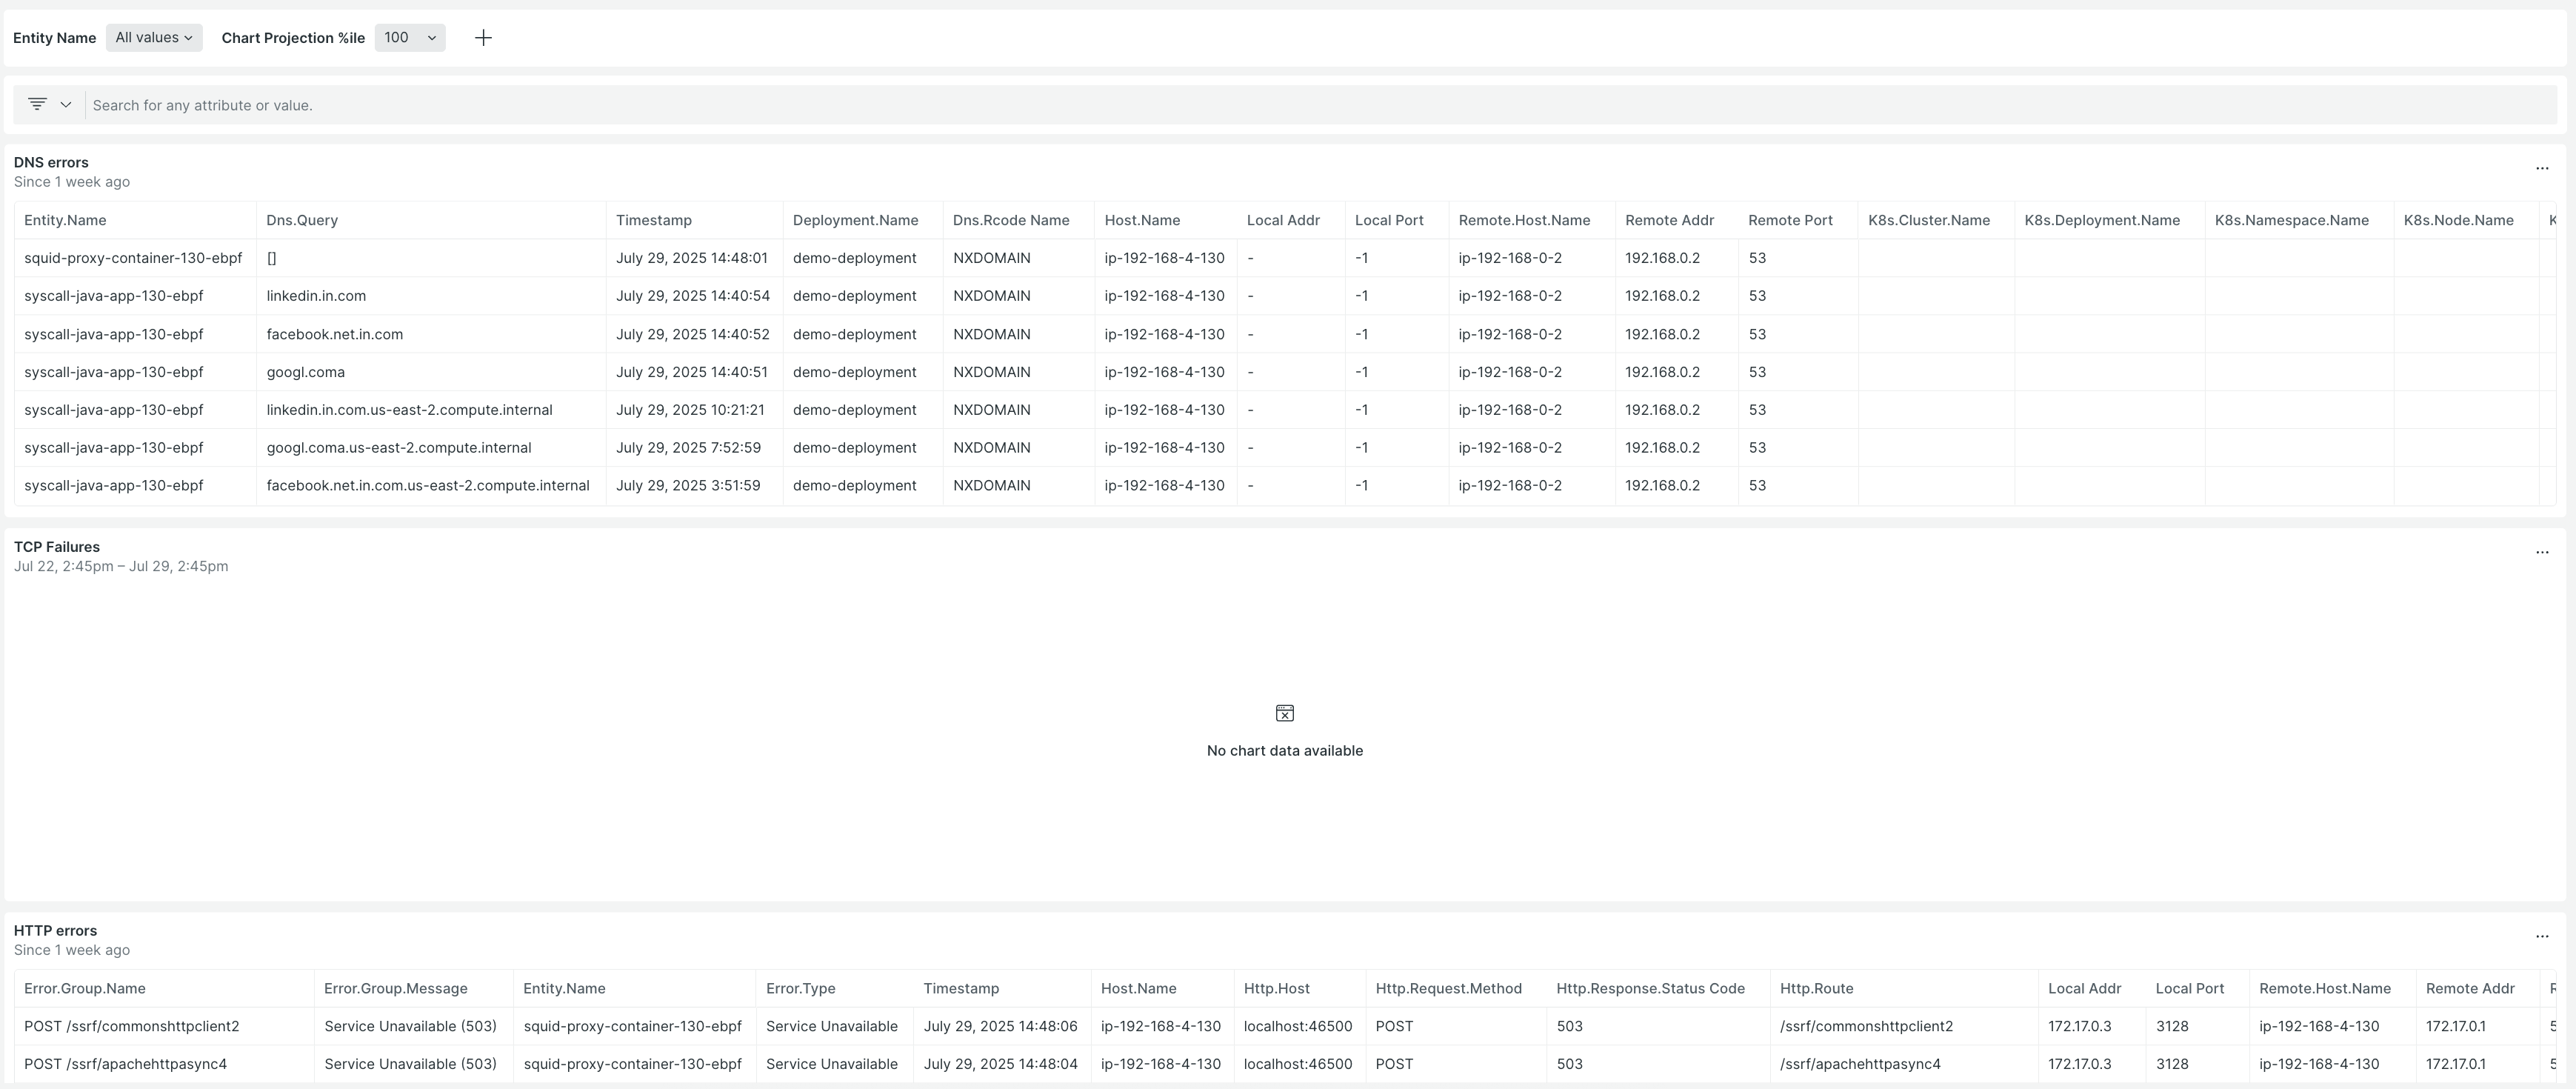 Entity Name All values Chart Projection %ile 100
Search for any attribute or value.
DNS errors
Since 1 week ago
Entity.Name Dns.Query Timestamp Deployment.Name Dns.Rcode Name Host.Name Local Addr Local Port Remote.Host.Name Remote Addr Remote Port K8s.Cluster.Name K8s.Deployment.Name K8s.Namespace.Name K8s.Node.Name K
squid-proxy-container-130-ebpf [] July 29, 2025 14:48:01 demo-deployment NXDOMAIN ip-192-168-4-130 - -1 ip-192-168-0-2 192.168.0.2 53
syscall-java-app-130-ebpf linkedin.in.com July 29, 2025 14:40:54 demo-deployment NXDOMAIN ip-192-168-4-130 - -1 ip-192-168-0-2 192.168.0.2 53
syscall-java-app-130-ebpf facebook.net.in.com July 29, 2025 14:40:52 demo-deployment NXDOMAIN ip-192-168-4-130 - -1 ip-192-168-0-2 192.168.0.2 53
syscall-java-app-130-ebpf googl.coma July 29, 2025 14:40:51 demo-deployment NXDOMAIN ip-192-168-4-130 - -1 ip-192-168-0-2 192.168.0.2 53
syscall-java-app-130-ebpf linkedin.in.com.us-east-2.compute.internal July 29, 2025 10:21:21 demo-deployment NXDOMAIN ip-192-168-4-130 - -1 ip-192-168-0-2 192.168.0.2 53
syscall-java-app-130-ebpf googl.coma.us-east-2.compute.internal July 29, 2025 7:52:59 demo-deployment NXDOMAIN ip-192-168-4-130 - -1 ip-192-168-0-2 192.168.0.2 53
syscall-java-app-130-ebpf facebook.net.in.com.us-east-2.compute.internal July 29, 2025 3:51:59 demo-deployment NXDOMAIN ip-192-168-4-130 - -1 ip-192-168-0-2 192.168.0.2 53
TCP Failures
Jul 22, 2:45pm – Jul 29, 2:45pm
No chart data available
HTTP errors
Since 1 week ago
Error.Group.Name Error.Group.Message Entity.Name Error.Type Timestamp Host.Name Http.Host Http.Request.Method Http.Response.Status Code Http.Route Local Addr Local Port Remote.Host.Name Remote Addr
POST /ssrf/commonshttpclient2 Service Unavailable (503) squid-proxy-container-130-ebpf Service Unavailable July 29, 2025 14:48:06 ip-192-168-4-130 localhost:46500 POST 503 /ssrf/commonshttpclient2 172.17.0.3 3128 ip-192-168-4-130 172.17.0.1
POST /ssrf/apachehttpasync4 Service Unavailable (503) squid-proxy-container-130-ebpf Service Unavailable July 29, 2025 14:48:04 ip-192-168-4-130 localhost:46500 POST 503 /ssrf/apachehttpasync4 172.17.0.3 3128 ip-192-168-4-130 172.17.0.1